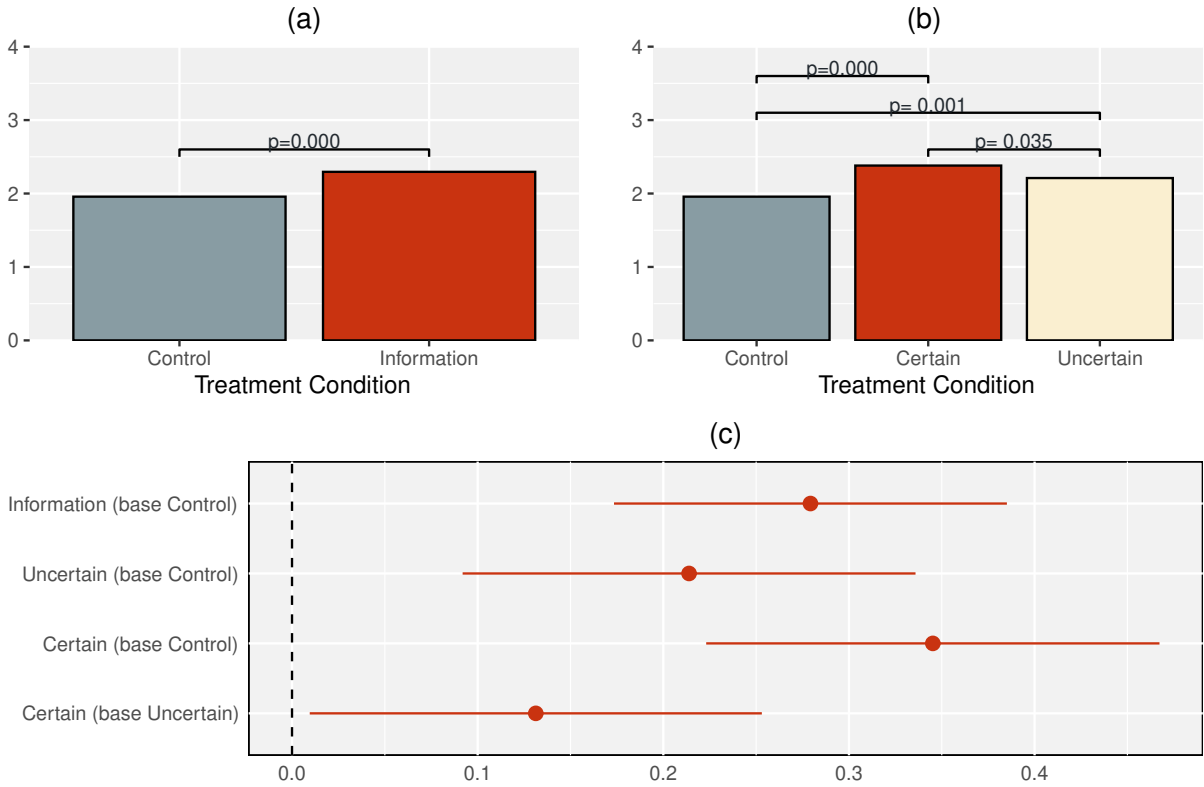 (a)
4
3
2
1
0
p=0.000
Control
Information
Treatment Condition
(b)
4
3
2
1
0
p=0.000
p= 0.001
p= 0.035
Control
Certain
Uncertain
Treatment Condition
(c)
Information (base Control)
Uncertain (base Control)
Certain (base Control)
Certain (base Uncertain)
0.0
0.1
0.2
0.3
0.4